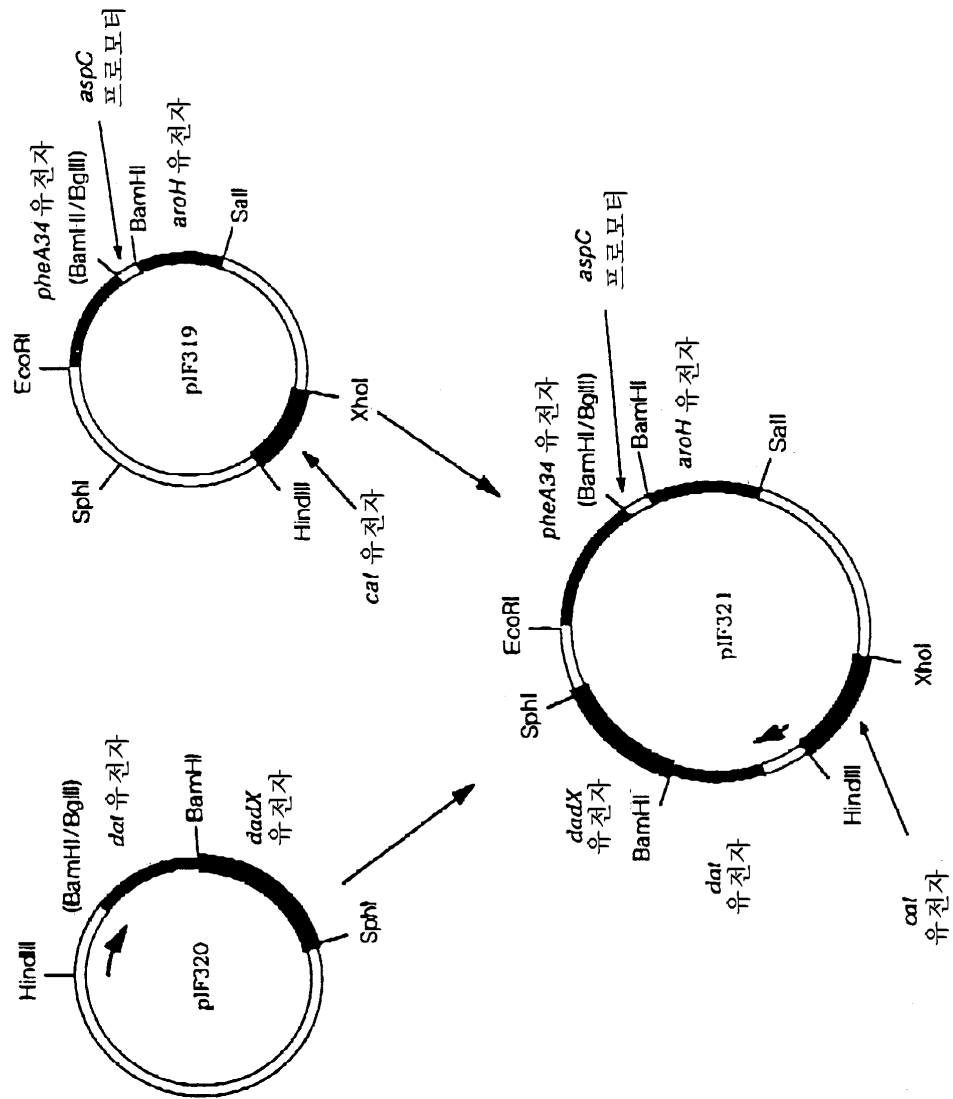 HindIII
(BamHI/BglII)
dat 유전자
BamHI
dadX
유전자
SphI
pIF320
EcoRI
pheA34 유전자
(BamHI/BglII)
aspC
프로모터
BamHI
aroH 유전자
SalI
SphI
pIF319
HindIII
XhoI
cat 유전자
EcoRI
pheA34 유전자
(BamHI/BglII)
aspC
프로모터
BamHI
aroH 유전자
SalI
SphI
dadX
유전자
BamHI
pIF321
dat
유전자
HindIII
XhoI
cat
유전자